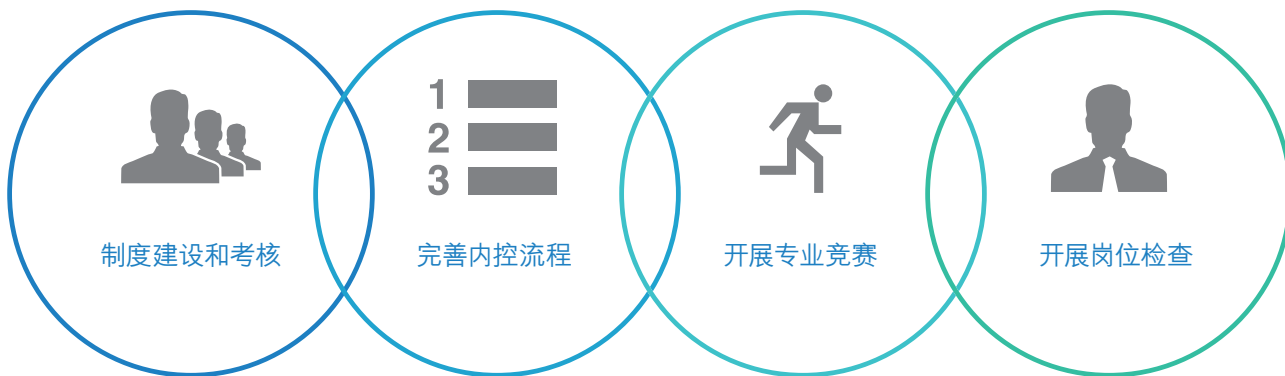 1
2
3
制度建设和考核
完善内控流程
开展专业竞赛
开展岗位检查